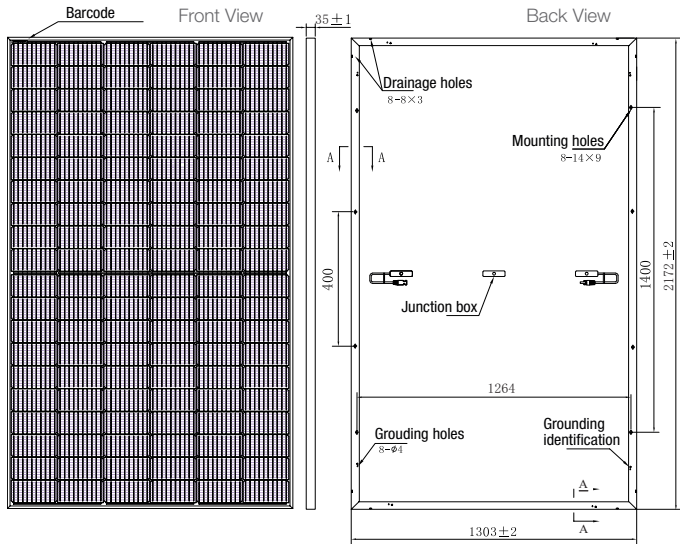 Barcode
Front View
35±1
Back View
Drainage holes
8-8×3
Mounting holes
8-14×9
A
A
400
1400
2172±2
Junction box
1264
Grouding holes
8-ø4
Grounding
identification
A
A
1303±2